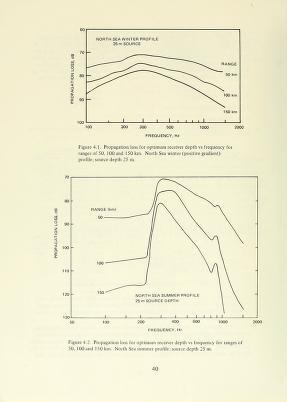 NORTH SEA WINTER PROFILE
25 m SOURCE
RANGE
50 km
100 km
150 km
PROPAGATION LOSS, dB
60
70
80
90
100
100 200 300 500 1000 2000
FREQUENCY, Hz
Figure 4.1. Propagation loss for optimum receiver depth vs frequency for
ranges of 50, 100 and 150 km. North Sea winter (positive gradient)
profile; source depth 25 m.
70
80
90
100
110
120
130
PROPAGATION LOSS, dB
RANGE (km)
50
100
150
NORTH SEA SUMMER PROFILE
25 m SOURCE DEPTH
50 100 200 400 600 1000 2000
FREQUENCY, Hz
Figure 4.2. Propagation loss for optimum receiver depth vs frequency for ranges of
50, 100 and 150 km. North Sea summer profile; source depth 25 m.
40